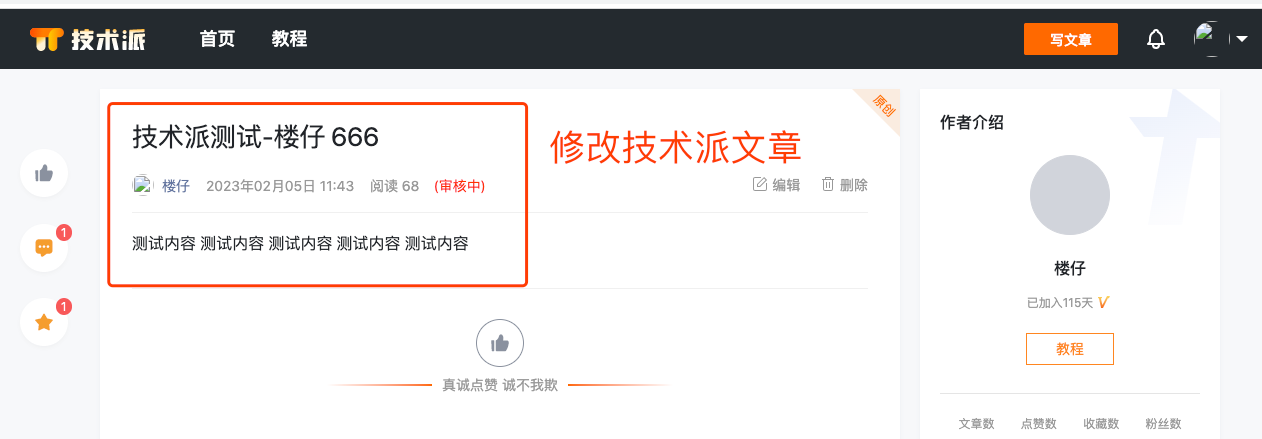 技术派 首页 教程 写文章
原创
技术派测试-楼仔 666
修改技术派文章
楼仔 2023年02月05日 11:43 阅读 68 (审核中) 编辑 删除
测试内容 测试内容 测试内容 测试内容 测试内容
1
1
真诚点赞 诚不我欺
作者介绍
楼仔
已加入115天
教程
文章数 点赞数 收藏数 粉丝数